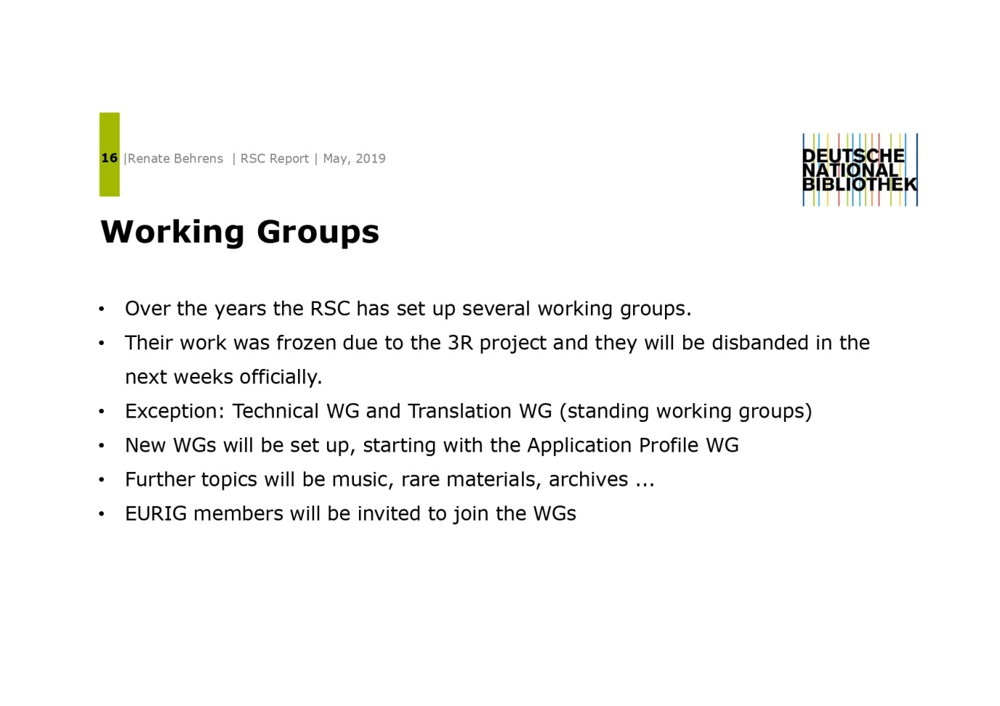 16 |Renate Behrens | RSC Report | May, 2019
DEUTSCHE
NATIONAL
BIBLIOTHEK
Working Groups
• Over the years the RSC has set up several working groups.
• Their work was frozen due to the 3R project and they will be disbanded in the
next weeks officially.
• Exception: Technical WG and Translation WG (standing working groups)
• New WGs will be set up, starting with the Application Profile WG
• Further topics will be music, rare materials, archives …
• EURIG members will be invited to join the WGs